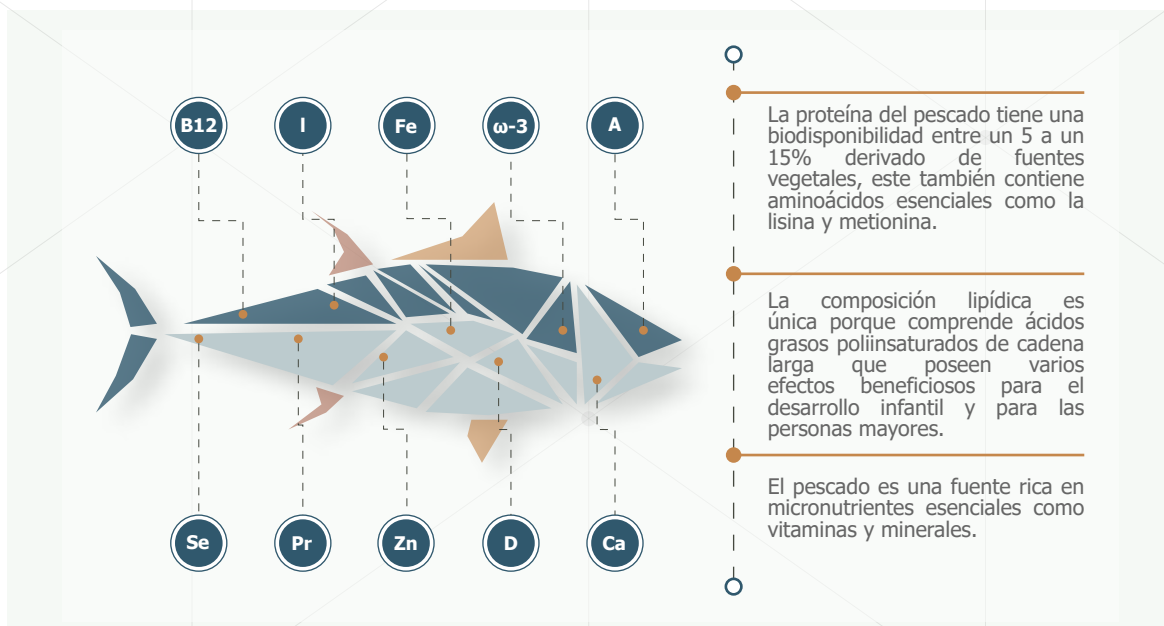 B12 I Fe ω-3 A
Se Pr Zn D Ca
La proteína del pescado tiene una
biodisponibilidad entre un 5 a un
15% derivado de fuentes
vegetales, este también contiene
aminoácidos esenciales como la
lisina y metionina.
La composición lipídica es
única porque comprende ácidos
grasos poliinsaturados de cadena
larga que poseen varios
efectos beneficiosos para el
desarrollo infantil y para las
personas mayores.
El pescado es una fuente rica en
micronutrientes esenciales como
vitaminas y minerales.